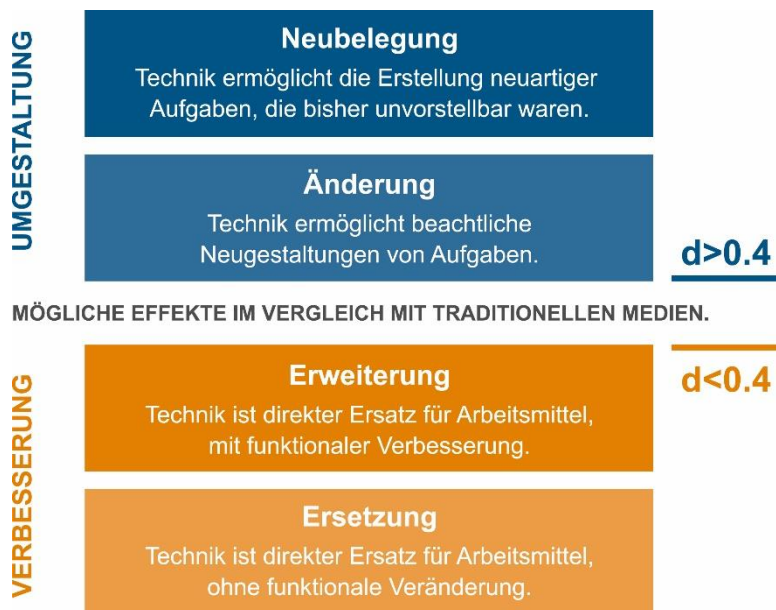 UMGESTALTUNG
Neubelegung
Technik ermöglicht die Erstellung neuartiger
Aufgaben, die bisher unvorstellbar waren.
Änderung
Technik ermöglicht beachtliche
Neugestaltungen von Aufgaben.
d>0.4
MÖGLICHE EFFEKTE IM VERGLEICH MIT TRADITIONELLEN MEDIEN.
VERBESSERUNG
Erweiterung
Technik ist direkter Ersatz für Arbeitsmittel,
mit funktionaler Verbesserung.
d<0.4
Ersetzung
Technik ist direkter Ersatz für Arbeitsmittel,
ohne funktionale Veränderung.